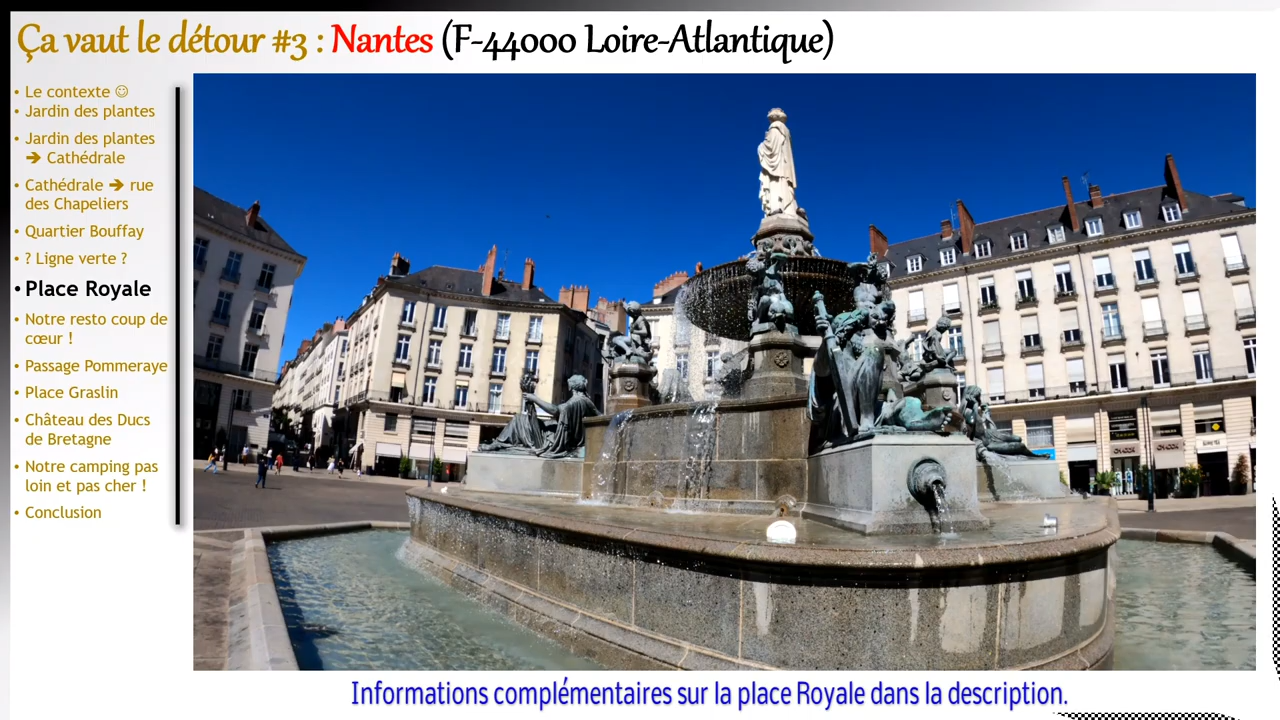 Ça vaut le détour #3 : Nantes (F-44000 Loire-Atlantique)
• Le contexte ☺
• Jardin des plantes
• Jardin des plantes
➔ Cathédrale
• Cathédrale ➔ rue
des Chapeliers
• Quartier Bouffay
• ? Ligne verte ?
• Place Royale
• Notre resto coup de
cœur !
• Passage Pommeraye
• Place Graslin
• Château des Ducs
de Bretagne
• Notre camping pas
loin et pas cher !
• Conclusion
Informations complémentaires sur la place Royale dans la description.